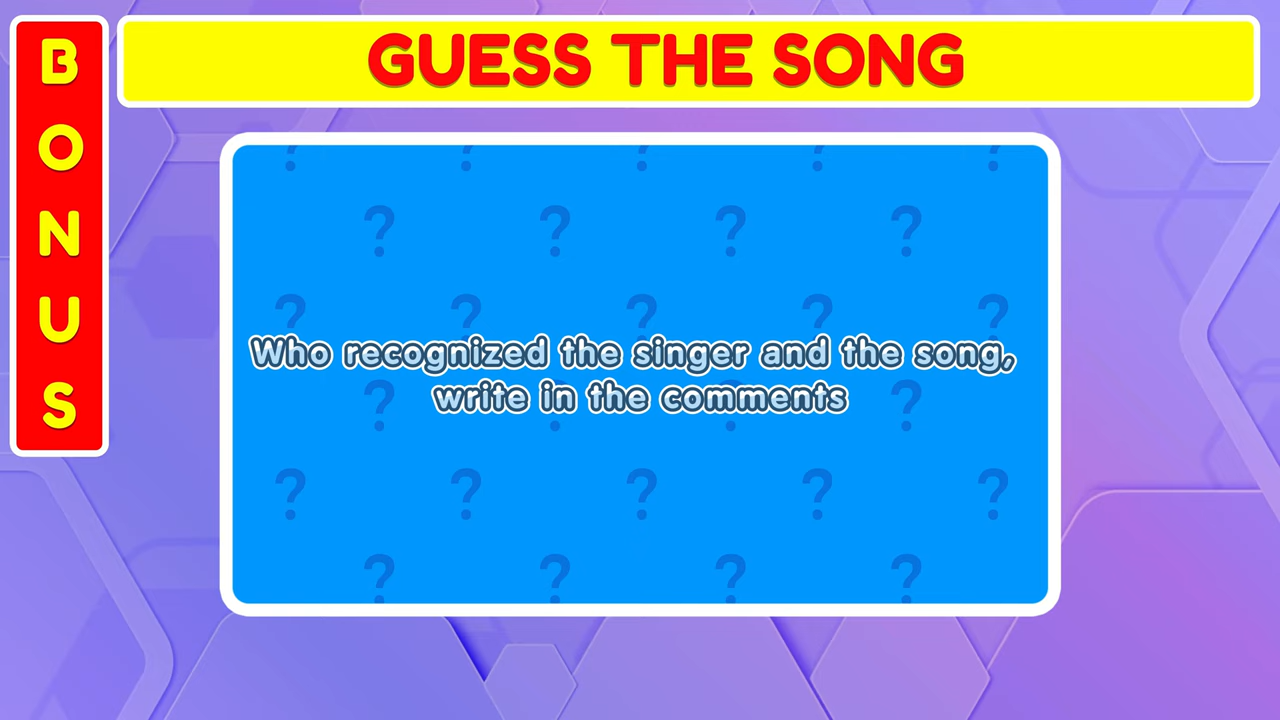 BONUS
GUESS THE SONG
Who recognized the singer and the song,
write in the comments